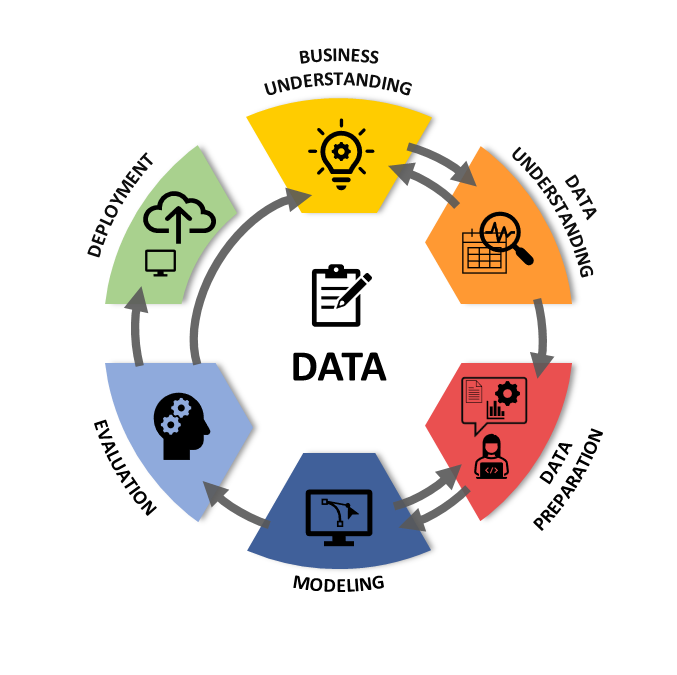 BUSINESS
UNDERSTANDING
DATA
UNDERSTANDING
DATA
PREPARATION
MODELING
EVALUATION
DEPLOYMENT
DATA